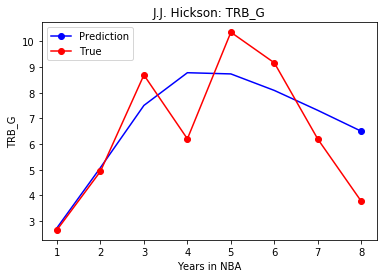 J.J. Hickson: TRB_G
Prediction
True
TRB_G
10
9
8
7
6
5
4
3
1 2 3 4 5 6 7 8
Years in NBA